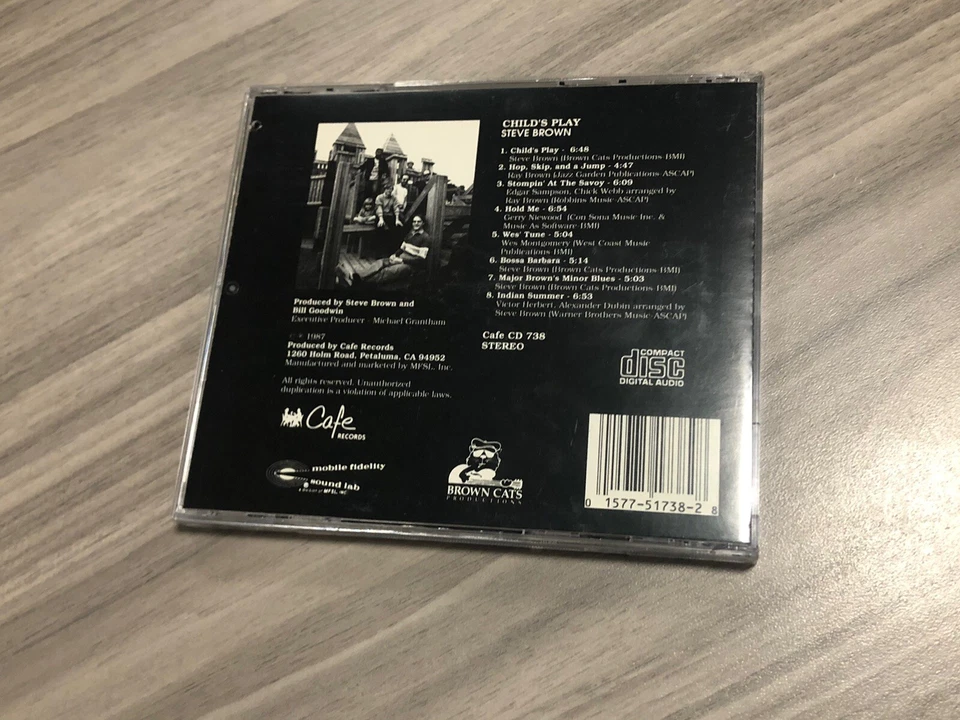 CHILD'S PLAY
STEVE BROWN
1. Child's Play - 6:48
Steve Brown (Brown Cats Productions-BMI)
2. Hop, Skip, and a Jump - 4:47
Ray Brown (Jazz Garden Publications-ASCAP)
3. Stompin' At The Savoy - 6:09
Edgar Sampson, Chick Webb arranged by
Ray Brown (Robbins Music-ASCAP)
4. Hold Me - 6:54
Gerry Niewood (Con Sona Music Inc. &
Music As Software-BMI)
5. Wes' Tune - 5:04
Wes Montgomery (West Coast Music
Publications-BMI)
6. Bossa Barbara - 5:14
Steve Brown (Brown Cats Productions-BMI)
7. Major Brown's Minor Blues - 5:03
Steve Brown (Brown Cats Productions-BMI)
8. Indian Summer - 6:53
Victor Herbert, Alexander Dubin arranged by
Steve Brown (Warner Brothers Music-ASCAP)
Cafe CD 738
STEREO
Produced by Steve Brown and
Bill Goodwin
Executive Producer - Michael Grantham
© ℗ 1987
Produced by Cafe Records
1260 Holm Road, Petaluma, CA 94952
Manufactured and marketed by MFSL, Inc.
All rights reserved. Unauthorized
duplication is a violation of applicable laws.
Cafe
RECORDS
mobile fidelity
sound lab
a division of MFSL, INC.
BROWN CATS
PRODUCTIONS
COMPACT
disc
DIGITAL AUDIO
0 1577-51738-2 8